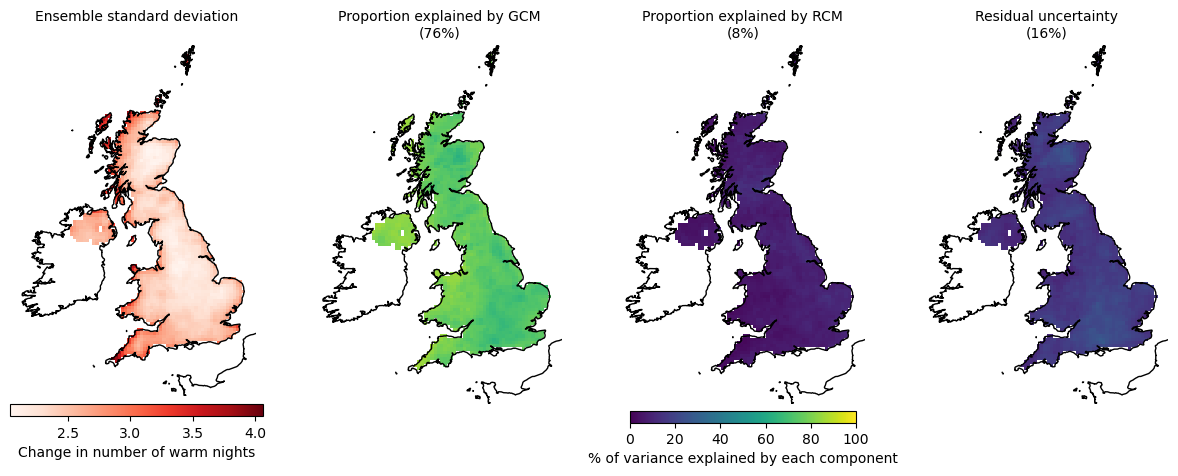 Ensemble standard deviation
Proportion explained by GCM
(76%)
Proportion explained by RCM
(8%)
Residual uncertainty
(16%)
2.5 3.0 3.5 4.0
Change in number of warm nights
0 20 40 60 80 100
% of variance explained by each component